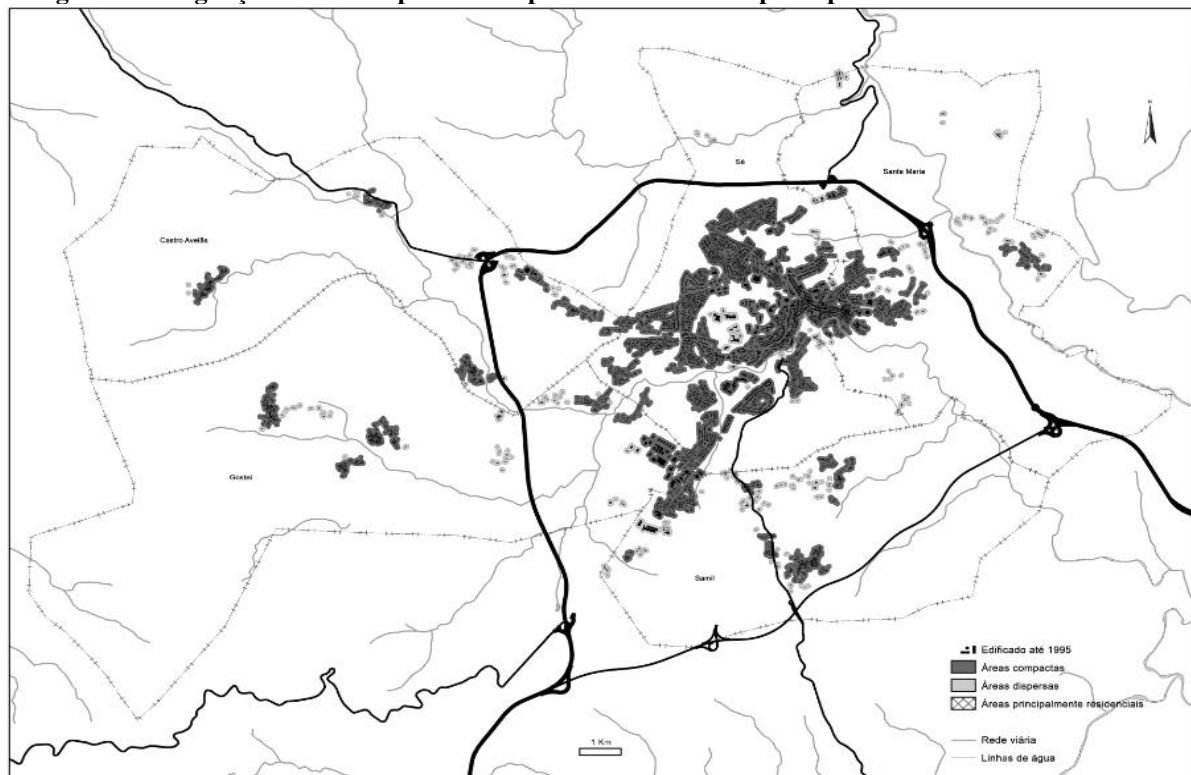 Sé
Santa Maria
Castro Avelãs
Gostei
Samil
Edificado até 1995
Áreas compactas
Áreas dispersas
Áreas principalmente residenciais
Rede viária
Linhas de água
1 Km